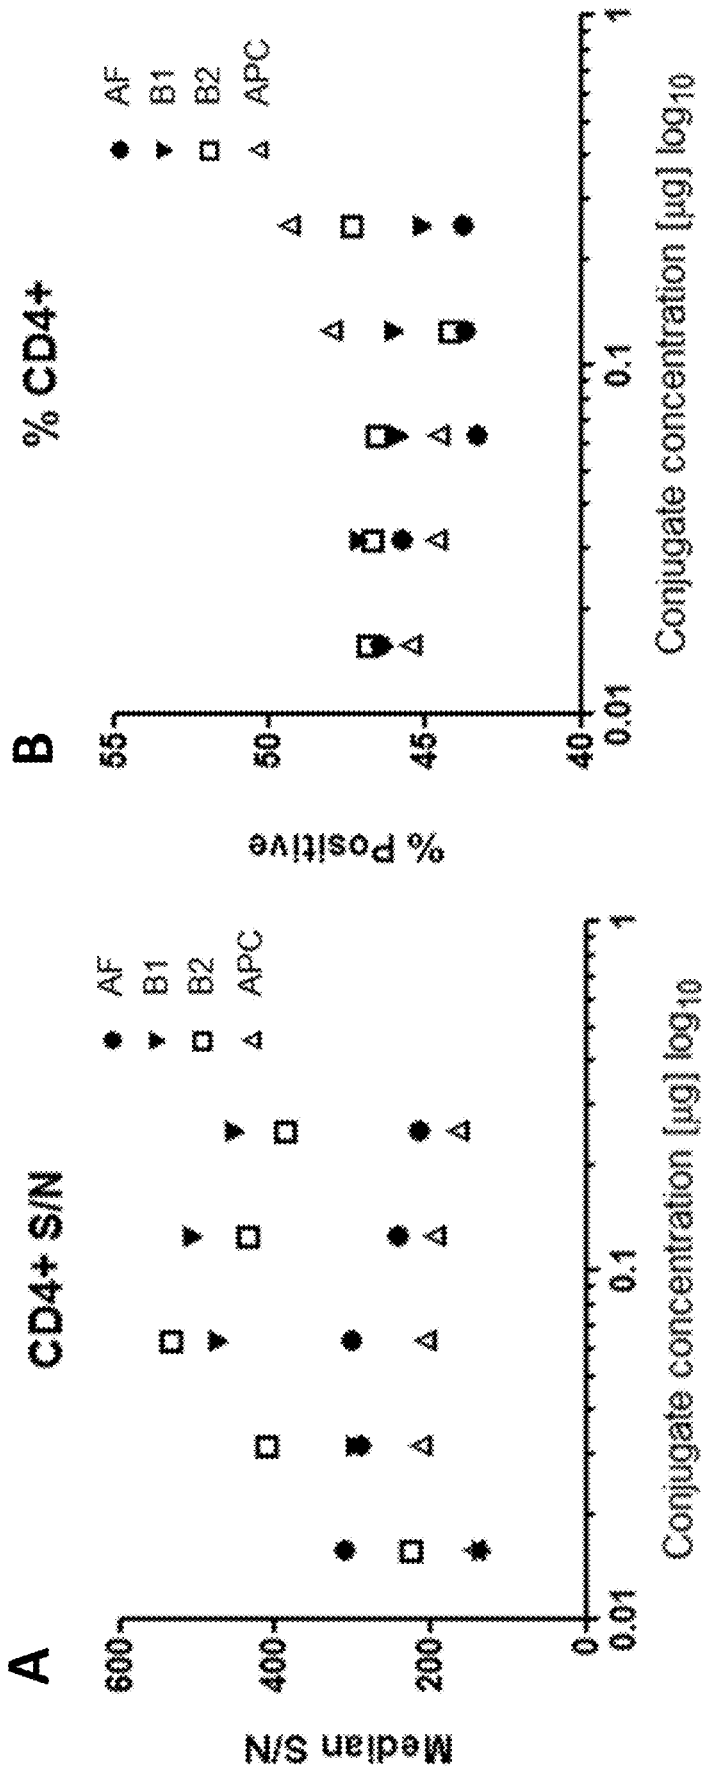 A
CD4+ S/N
AF
B1
B2
APC
Median S/N
600
400
200
0
0.01
0.1
1
Conjugate concentration [µg] log10
B
% CD4+
AF
B1
B2
APC
% Positive
55
50
45
40
0.01
0.1
1
Conjugate concentration [µg] log10